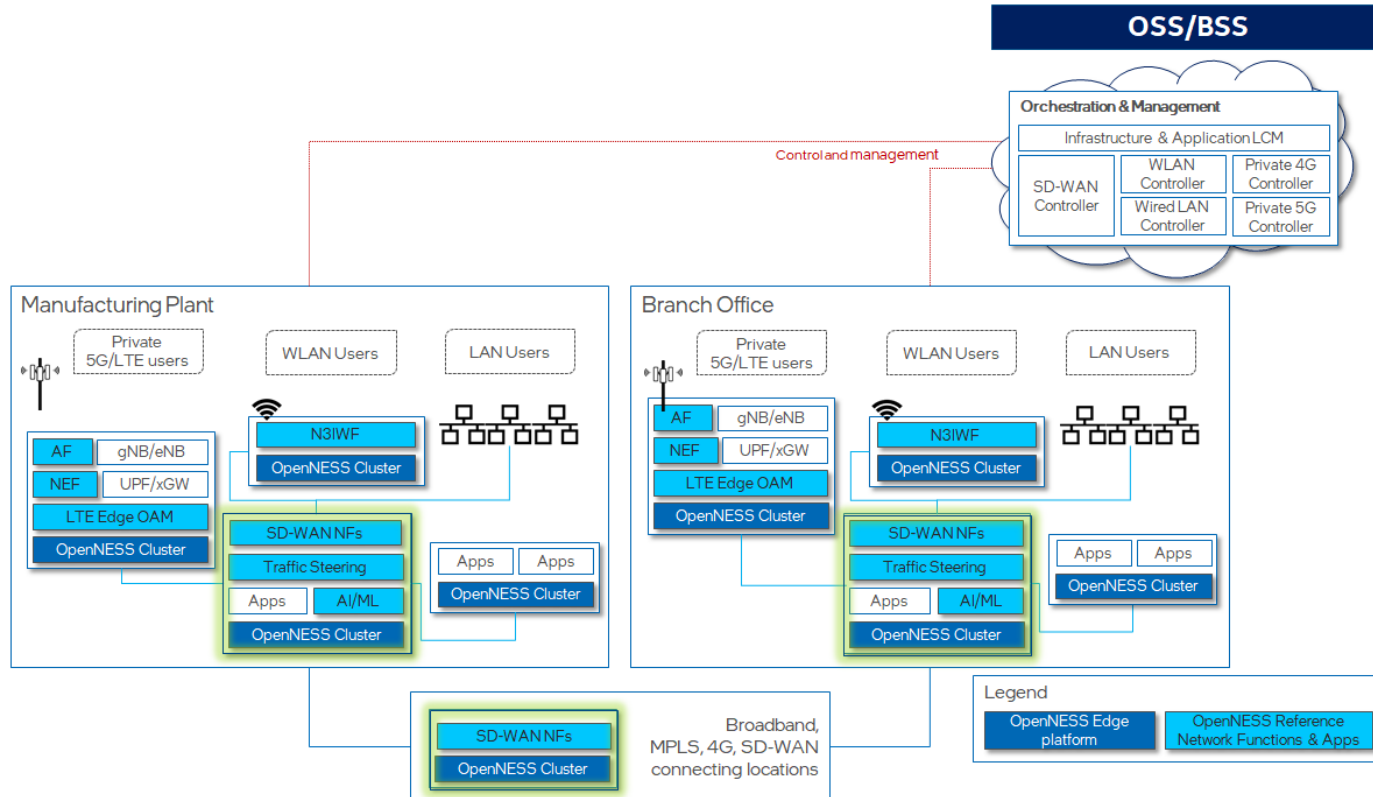 OSS/BSS
Orchestration & Management
Infrastructure & Application LCM
SD-WAN
Controller
WLAN
Controller
Private 4G
Controller
Wired LAN
Controller
Private 5G
Controller
Control and management
Manufacturing Plant
Private
5G/LTE users
WLAN Users
LAN Users
AF
gNB/eNB
NEF
UPF/xGW
LTE Edge OAM
OpenNESS Cluster
N3IWF
OpenNESS Cluster
SD-WAN NFs
Traffic Steering
Apps
AI/ML
OpenNESS Cluster
Apps
Apps
OpenNESS Cluster
Branch Office
Private
5G/LTE users
WLAN Users
LAN Users
AF
gNB/eNB
NEF
UPF/xGW
LTE Edge OAM
OpenNESS Cluster
N3IWF
OpenNESS Cluster
SD-WAN NFs
Traffic Steering
Apps
AI/ML
OpenNESS Cluster
Apps
Apps
OpenNESS Cluster
SD-WAN NFs
OpenNESS Cluster
Broadband,
MPLS, 4G, SD-WAN
connecting locations
Legend
OpenNESS Edge
platform
OpenNESS Reference
Network Functions & Apps